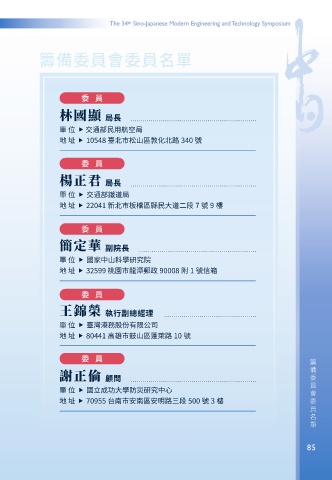 The 34th Sino-Japanese Modern Engineering and Technology Symposium
中日
籌備委員會委員名單
委 員
林國顯 局長
單 位 ▶ 交通部民用航空局
地 址 ▶ 10548 臺北市松山區敦化北路 340 號
委 員
楊正君 局長
單 位 ▶ 交通部鐵道局
地 址 ▶ 22041 新北市板橋區縣民大道二段 7 號 9 樓
委 員
簡定華 副院長
單 位 ▶ 國家中山科學研究院
地 址 ▶ 32599 桃園市龍潭郵政 90008 附 1 號信箱
委 員
王錦榮 執行副總經理
單 位 ▶ 臺灣港務股份有限公司
地 址 ▶ 80441 高雄市鼓山區蓬萊路 10 號
委 員
謝正倫 顧問
單 位 ▶ 國立成功大學防災研究中心
地 址 ▶ 70955 台南市安南區安明路三段 500 號 3 樓
籌備委員會委員名單
85